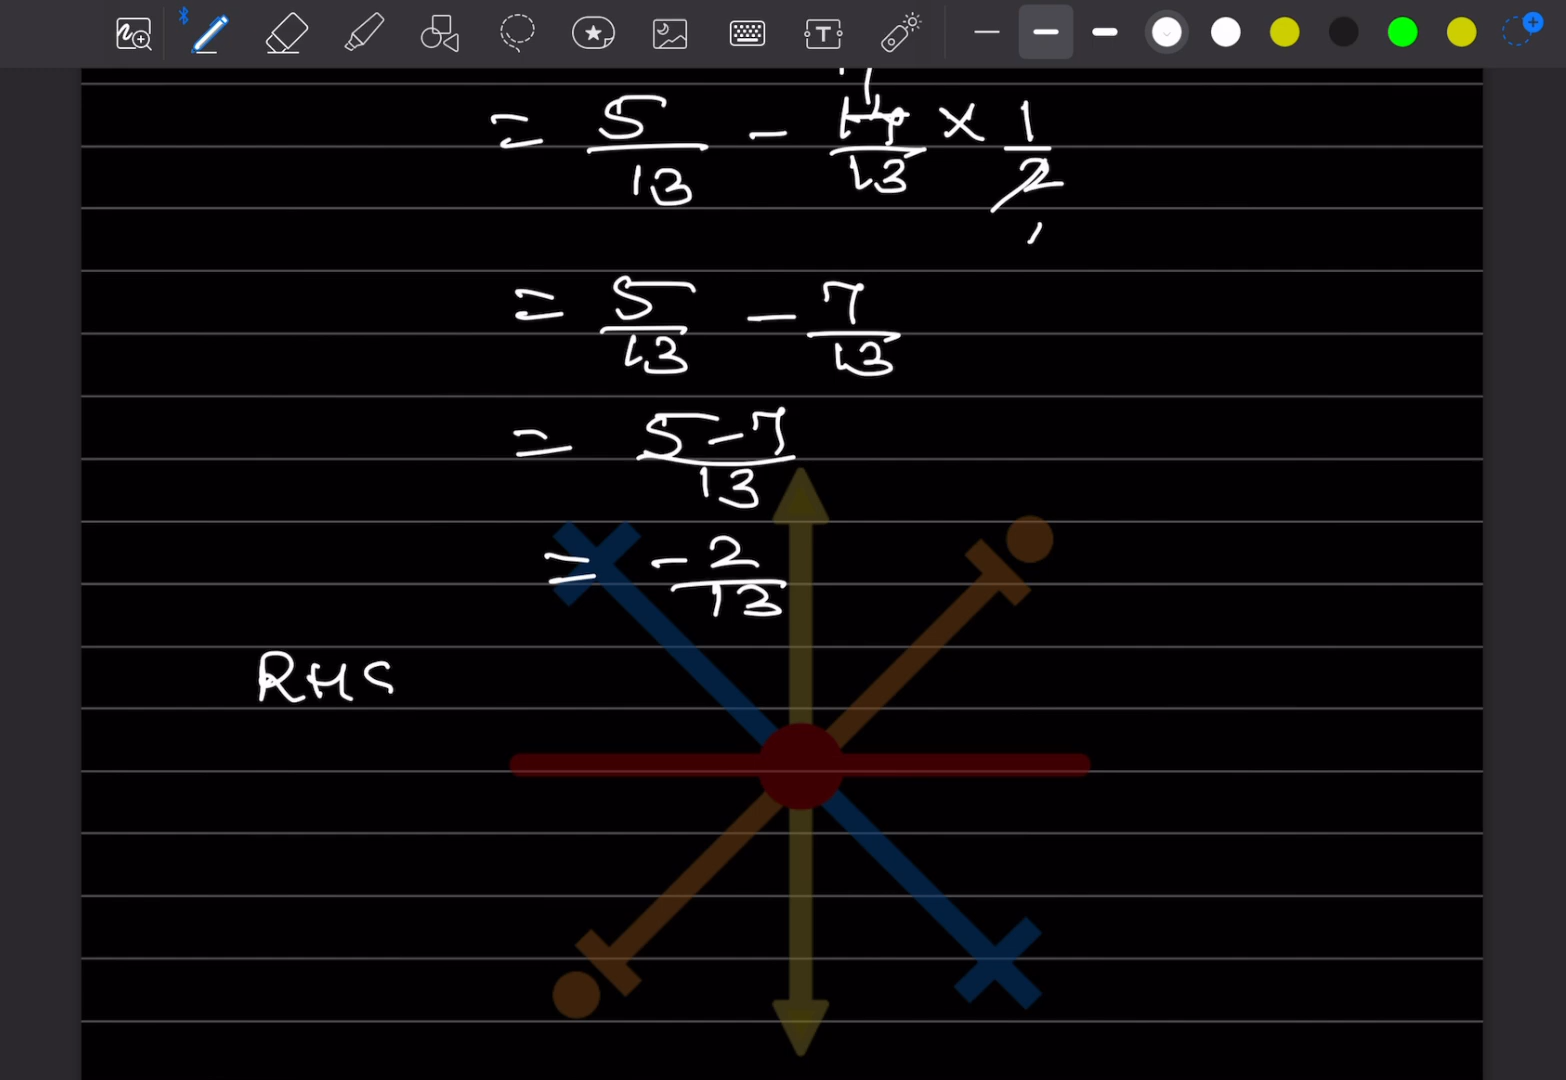 = 5/13 - 14/13 × 1/2
= 5/13 - 7/13
= 5-7/13
= -2/13
RHS